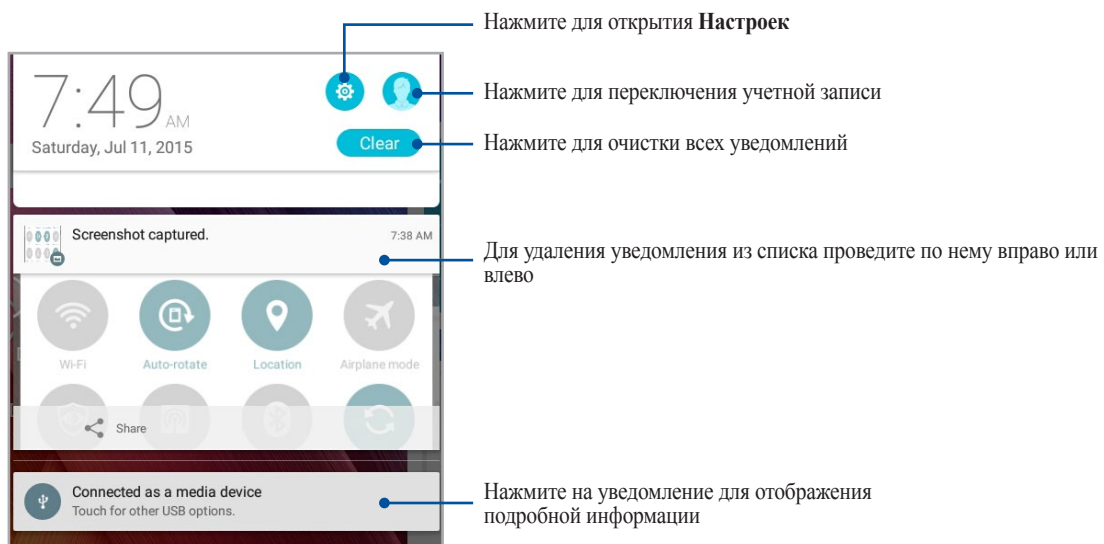 Нажмите для открытия Настроек
7:49 AM
Нажмите для переключения учетной записи
Saturday, Jul 11, 2015
Clear
Нажмите для очистки всех уведомлений
Screenshot captured.
7:38 AM
Для удаления уведомления из списка проведите по нему вправо или
влево
Wi-Fi
Auto-rotate
Location
Airplane mode
Share
Connected as a media device
Touch for other USB options.
Нажмите на уведомление для отображения
подробной информации